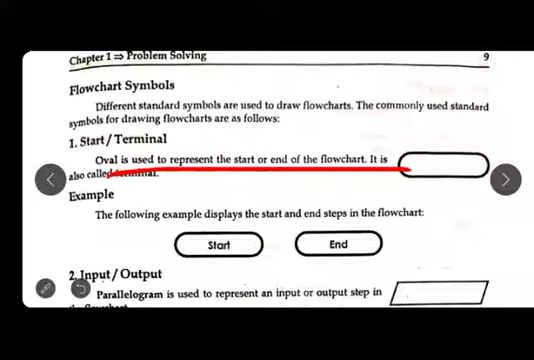 Chapter 1 ⇒ Problem Solving 9
Flowchart Symbols
Different standard symbols are used to draw flowcharts. The commonly used standard
symbols for drawing flowcharts are as follows:
1. Start/Terminal
Oval is used to represent the start or end of the flowchart. It is
also called terminal.
Example
The following example displays the start and end steps in the flowchart:
Start End
2. Input/Output
Parallelogram is used to represent an input or output step in